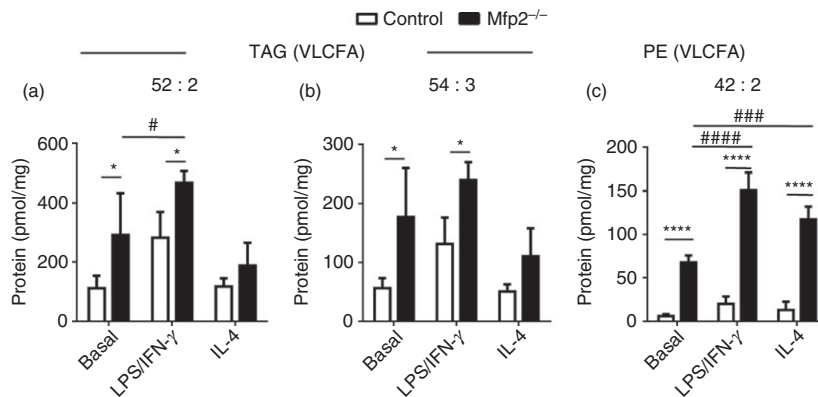 Control Mfp2–/–
TAG (VLCFA) PE (VLCFA)
(a) 52 : 2 (b) 54 : 3 (c) 42 : 2
Protein (pmol/mg)
600
400
200
0
#
*
*
Basal
LPS/IFN-γ
IL-4
Protein (pmol/mg)
300
200
100
0
*
*
Basal
LPS/IFN-γ
IL-4
Protein (pmol/mg)
200
150
100
50
0
###
####
****
****
****
Basal
LPS/IFN-γ
IL-4